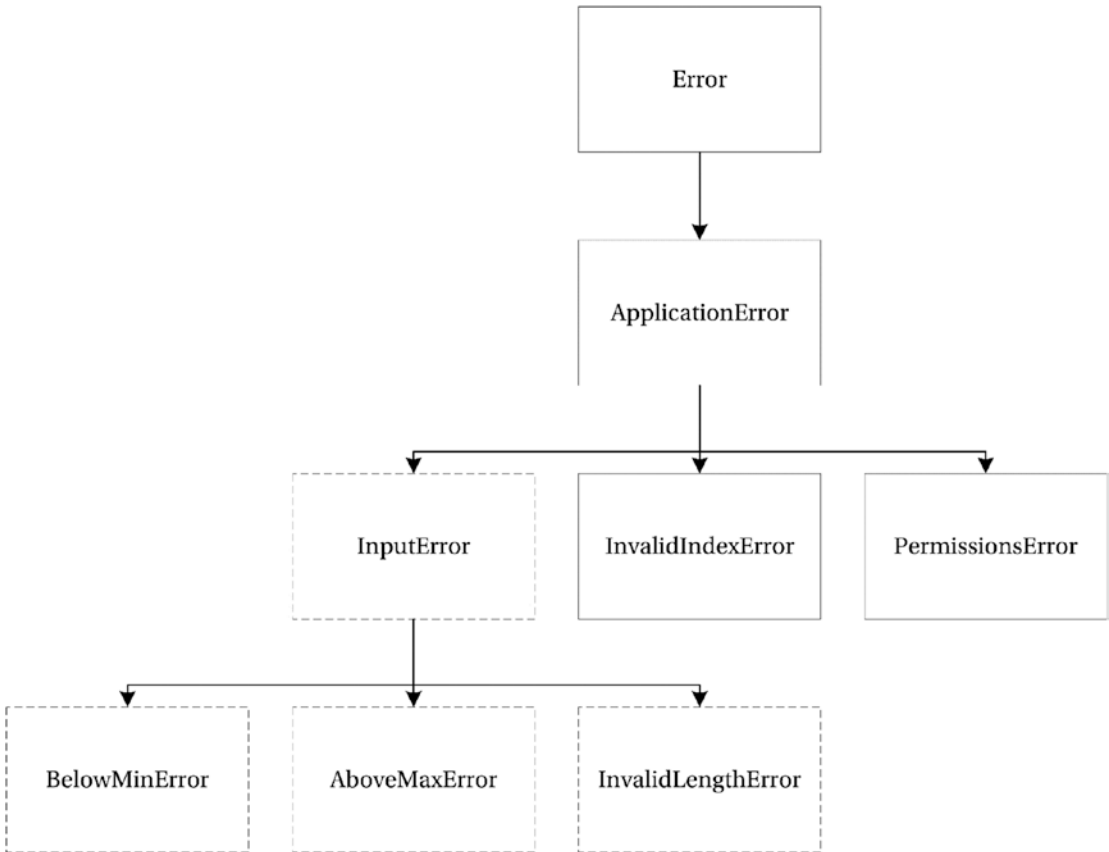 Error
ApplicationError
InputError
InvalidIndexError
PermissionsError
BelowMinError
AboveMaxError
InvalidLengthError